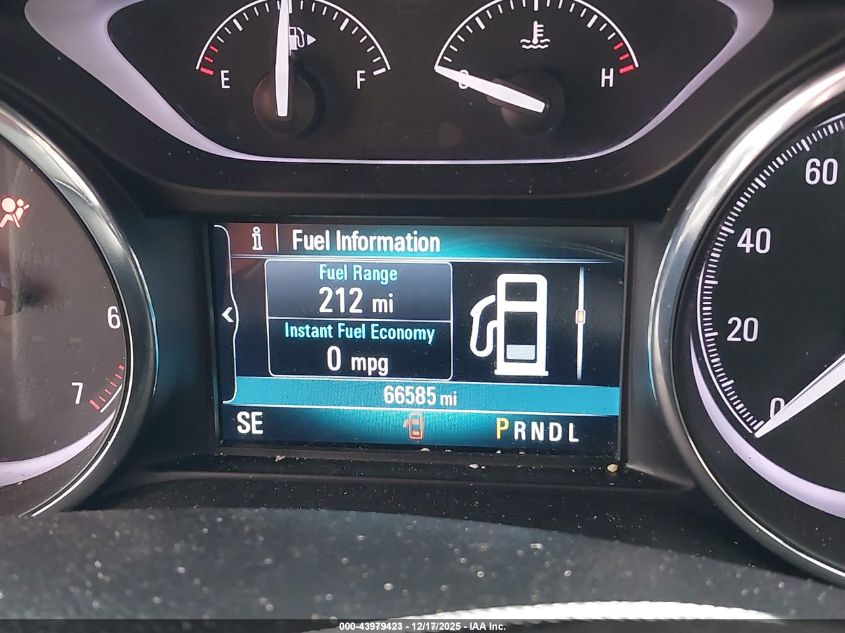 E F
C H
Fuel Information
Fuel Range
212 mi
Instant Fuel Economy
0 mpg
66585 mi
SE
PRNDL
6
7
60
40
20
0
000-43979423 - 12/17/2025 - IAA Inc.